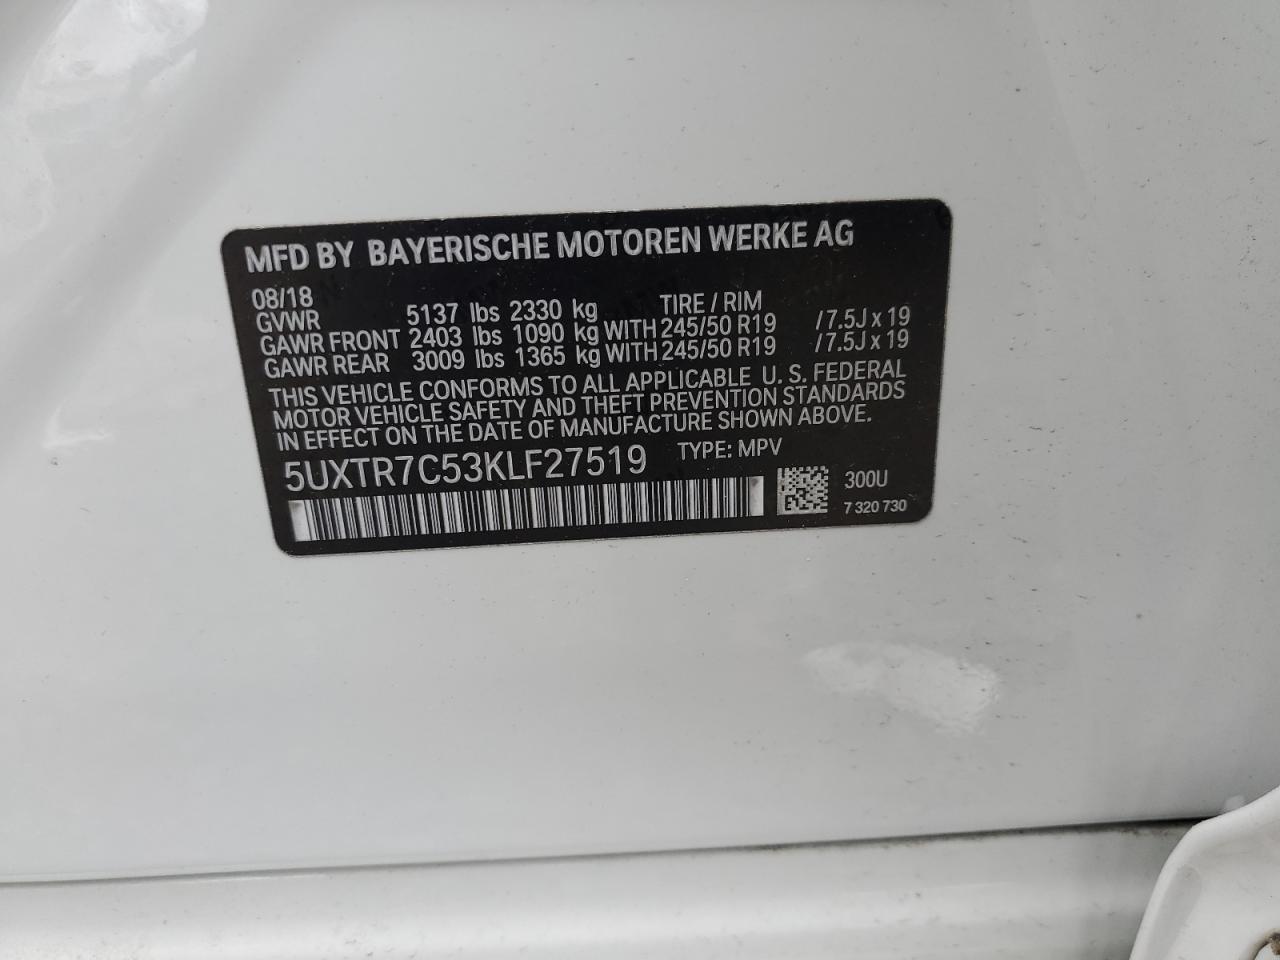 MFD BY BAYERISCHE MOTOREN WERKE AG
08/18
GVWR 5137 lbs 2330 kg TIRE / RIM
GAWR FRONT 2403 lbs 1090 kg WITH 245/50 R19 / 7.5J x 19
GAWR REAR 3009 lbs 1365 kg WITH 245/50 R19 / 7.5J x 19
THIS VEHICLE CONFORMS TO ALL APPLICABLE U. S. FEDERAL
MOTOR VEHICLE SAFETY AND THEFT PREVENTION STANDARDS
IN EFFECT ON THE DATE OF MANUFACTURE SHOWN ABOVE.
5UXTR7C53KLF27519 TYPE: MPV
300U
7 320 730